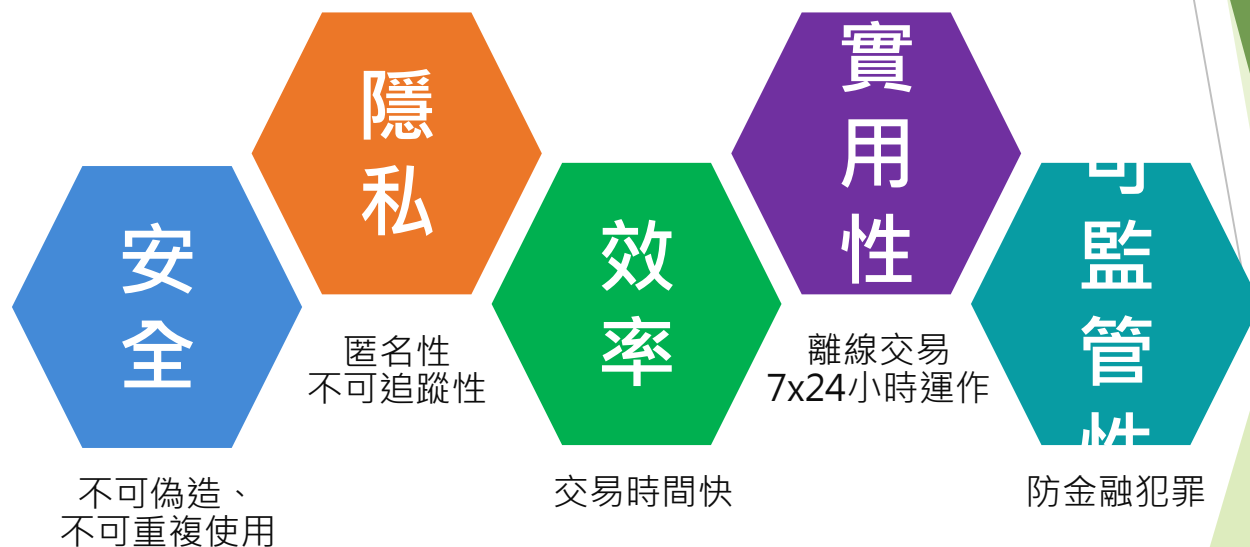 安全
不可偽造、
不可重複使用
隱私
匿名性
不可追蹤性
效率
交易時間快
實用性
離線交易
7x24小時運作
可監管性
防金融犯罪